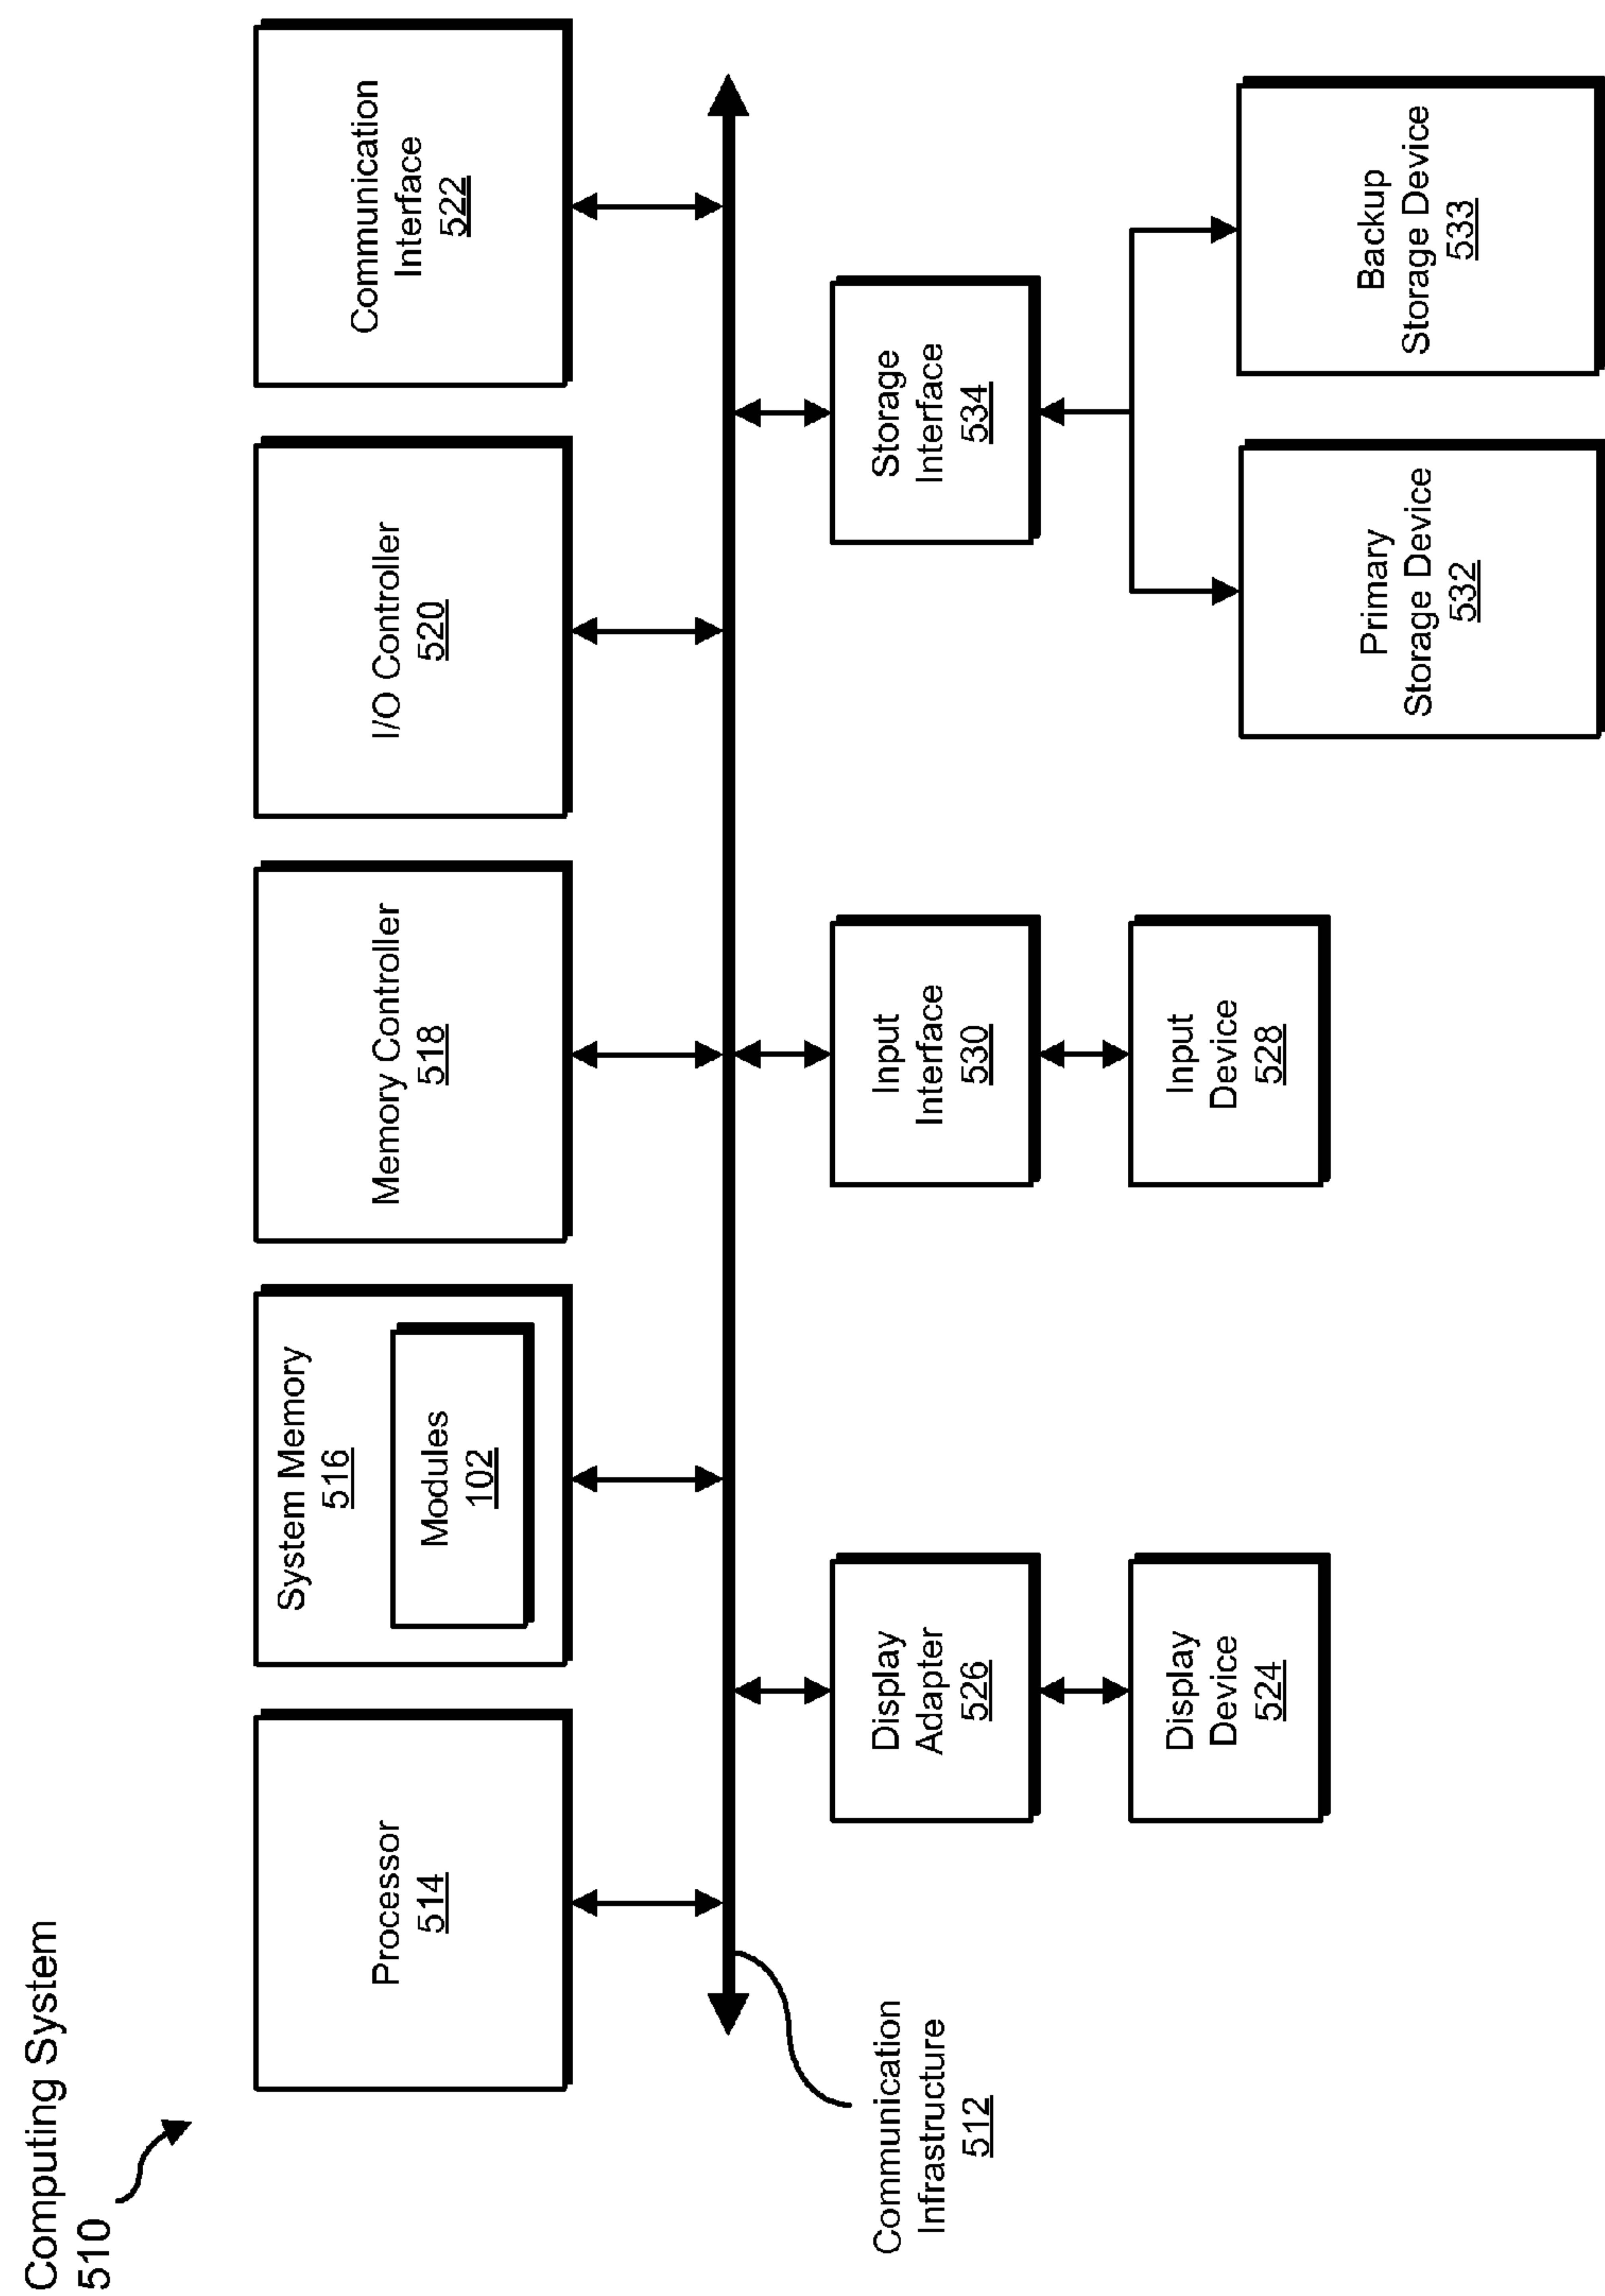 Computing System
510
Processor
514
System Memory
516
Modules
102
Memory Controller
518
I/O Controller
520
Communication
Interface
522
Communication
Infrastructure
512
Display
Adapter
526
Input
Interface
530
Storage
Interface
534
Display
Device
524
Input
Device
528
Primary
Storage Device
532
Backup
Storage Device
533